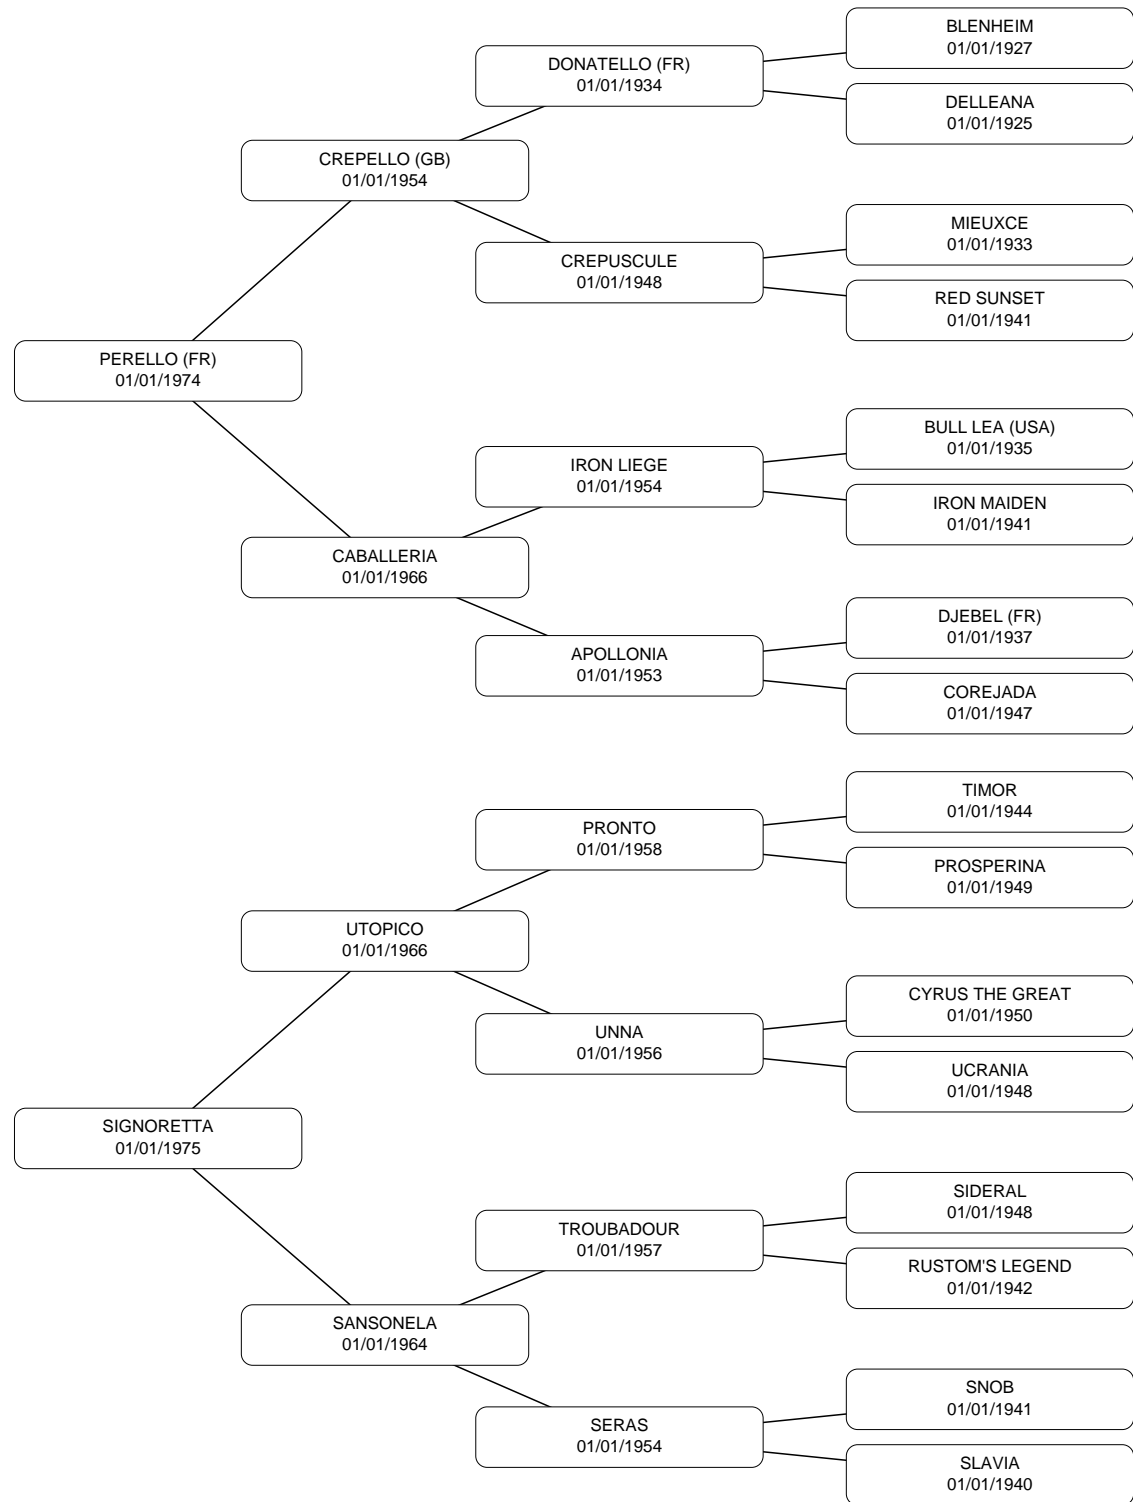 BLENHEIM
01/01/1927
DONATELLO (FR)
01/01/1934
DELLEANA
01/01/1925
CREPELLO (GB)
01/01/1954
MIEUXCE
01/01/1933
CREPUSCULE
01/01/1948
RED SUNSET
01/01/1941
PERELLO (FR)
01/01/1974
BULL LEA (USA)
01/01/1935
IRON LIEGE
01/01/1954
IRON MAIDEN
01/01/1941
CABALLERIA
01/01/1966
DJEBEL (FR)
01/01/1937
APOLLONIA
01/01/1953
COREJADA
01/01/1947
TIMOR
01/01/1944
PRONTO
01/01/1958
PROSPERINA
01/01/1949
UTOPICO
01/01/1966
CYRUS THE GREAT
01/01/1950
UNNA
01/01/1956
UCRANIA
01/01/1948
SIGNORETTA
01/01/1975
SIDERAL
01/01/1948
TROUBADOUR
01/01/1957
RUSTOM'S LEGEND
01/01/1942
SANSONELA
01/01/1964
SNOB
01/01/1941
SERAS
01/01/1954
SLAVIA
01/01/1940